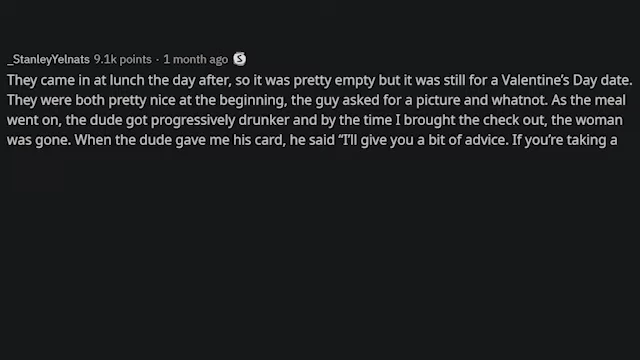 _StanleyYelnats 9.1k points · 1 month ago
They came in at lunch the day after, so it was pretty empty but it was still for a Valentine's Day date.
They were both pretty nice at the beginning, the guy asked for a picture and whatnot. As the meal
went on, the dude got progressively drunker and by the time I brought the check out, the woman
was gone. When the dude gave me his card, he said “I'll give you a bit of advice. If you're taking a